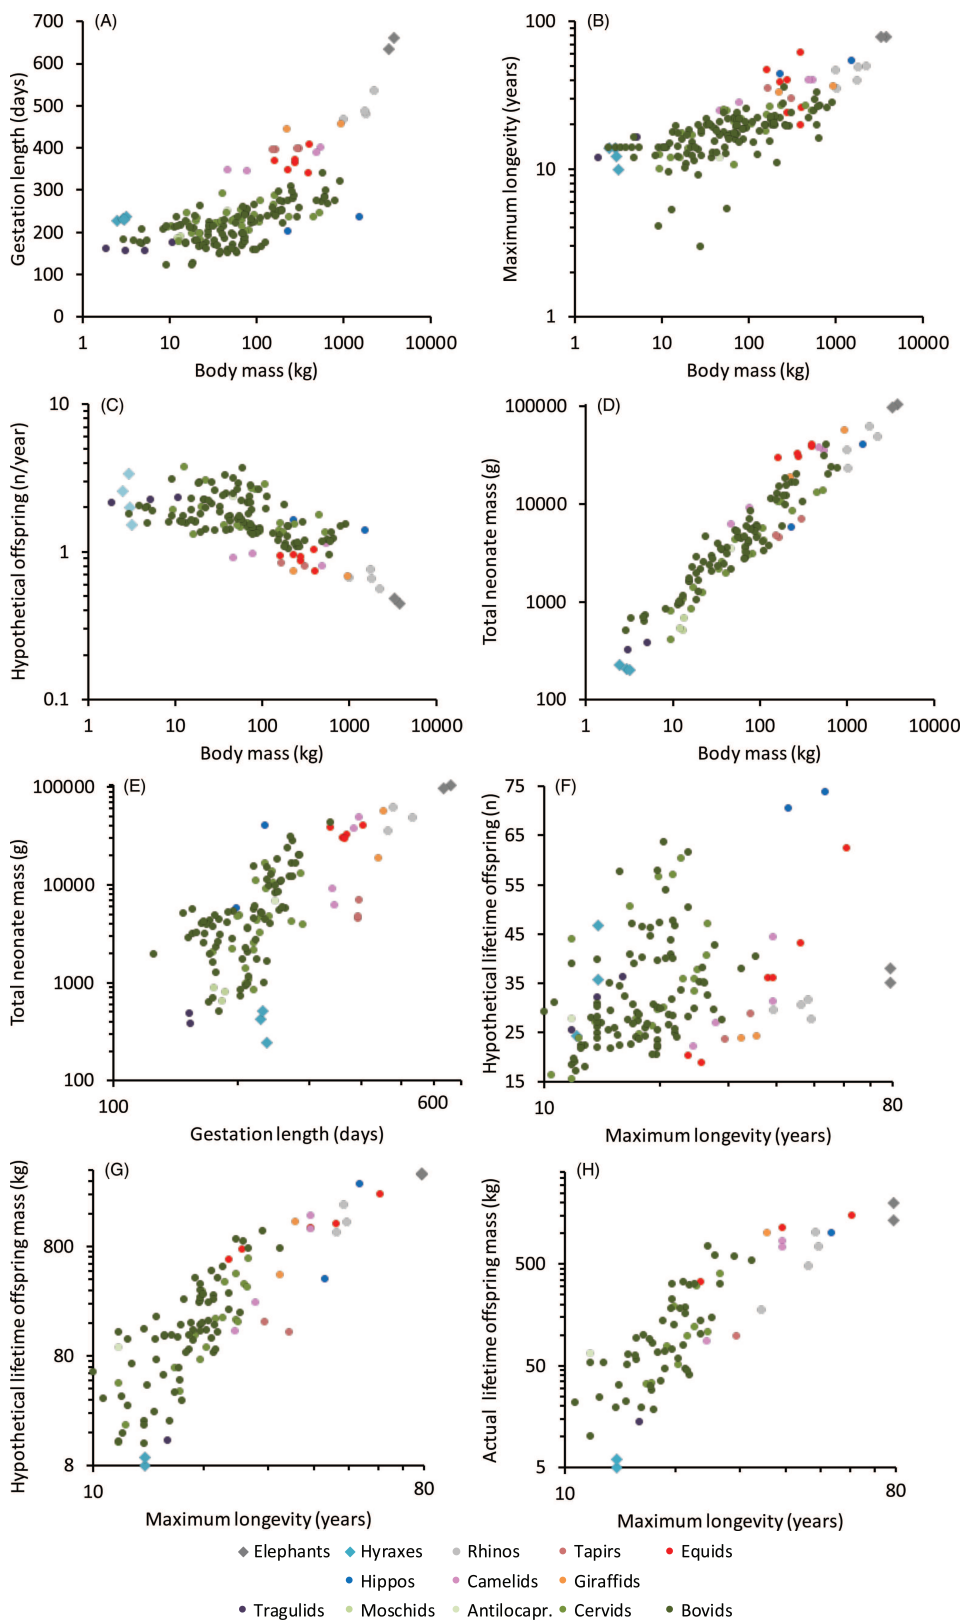 (A)
700
600
500
400
300
200
100
0
Gestation length (days)
1 10 100 1000 10000
Body mass (kg)
(B)
100
10
1
Maximum longevity (years)
1 10 100 1000 10000
Body mass (kg)
(C)
10
1
0.1
Hypothetical offspring (n/year)
1 10 100 1000 10000
Body mass (kg)
(D)
100000
10000
1000
100
Total neonate mass (g)
1 10 100 1000 10000
Body mass (kg)
(E)
100000
10000
1000
100
Total neonate mass (g)
100 600
Gestation length (days)
(F)
75
65
55
45
35
25
15
Hypothetical lifetime offspring (n)
10 80
Maximum longevity (years)
(G)
800
80
8
Hypothetical lifetime offspring mass (kg)
10 80
Maximum longevity (years)
(H)
500
50
5
Actual lifetime offspring mass (kg)
10 80
Maximum longevity (years)
Elephants Hyraxes Rhinos Tapirs Equids
Hippos Camelids Giraffids
Tragulids Moschids Antilocapr. Cervids Bovids